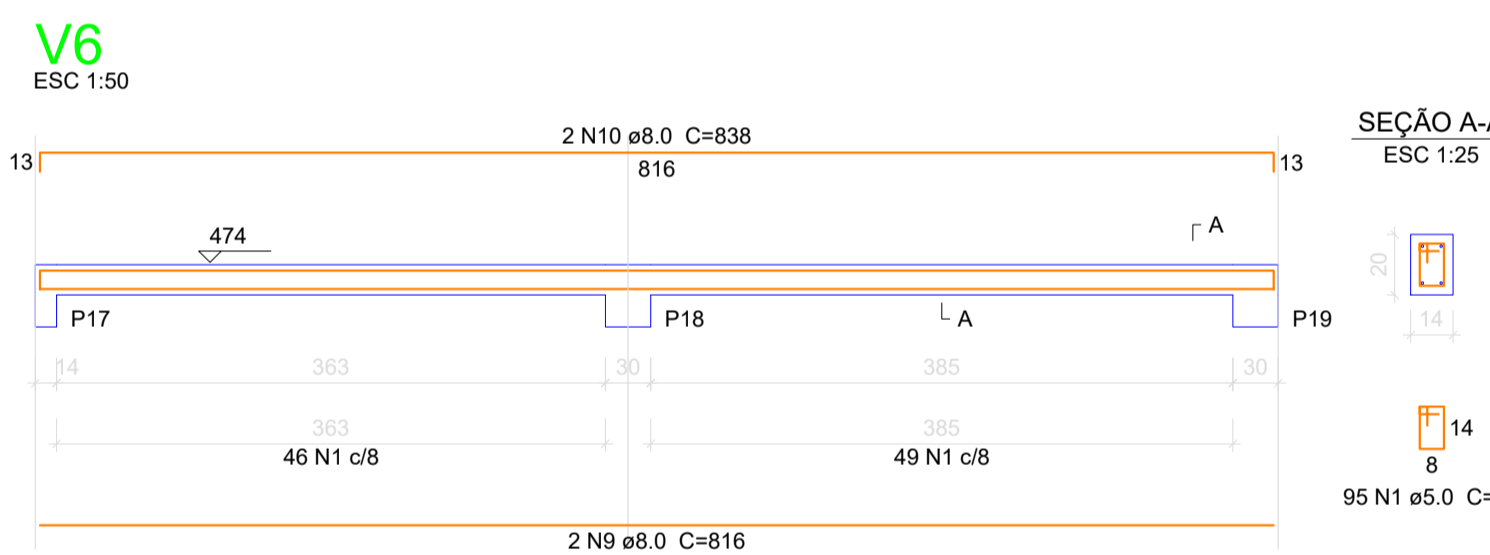 V6
ESC 1:50
2 N10 ø8.0 C=838
13
816
13
SEÇÃO A-A
ESC 1:25
474
A
20
P17
P18
A
P19
14
14
363
30
385
30
363
385
46 N1 c/8
49 N1 c/8
14
8
95 N1 ø5.0 C=
2 N9 ø8.0 C=816